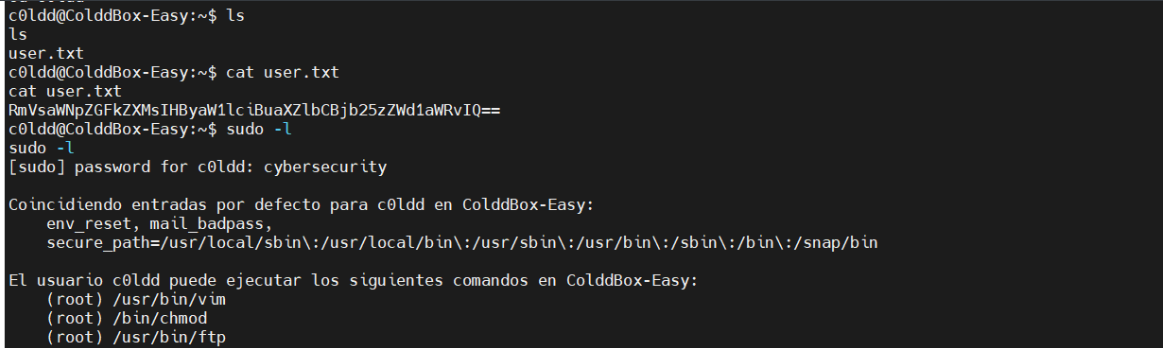 c0ldd@ColddBox-Easy:~$ ls
ls
user.txt
c0ldd@ColddBox-Easy:~$ cat user.txt
cat user.txt
RmVsaWNpZGFkZXMsIHByaW1lciBuaXZlbCBjb25zZWd1aWRvIQ==
c0ldd@ColddBox-Easy:~$ sudo -l
sudo -l
[sudo] password for c0ldd: cybersecurity
Coincidiendo entradas por defecto para c0ldd en ColddBox-Easy:
    env_reset, mail_badpass,
    secure_path=/usr/local/sbin\:/usr/local/bin\:/usr/sbin\:/usr/bin\:/sbin\:/bin\:/snap/bin
El usuario c0ldd puede ejecutar los siguientes comandos en ColddBox-Easy:
    (root) /usr/bin/vim
    (root) /bin/chmod
    (root) /usr/bin/ftp